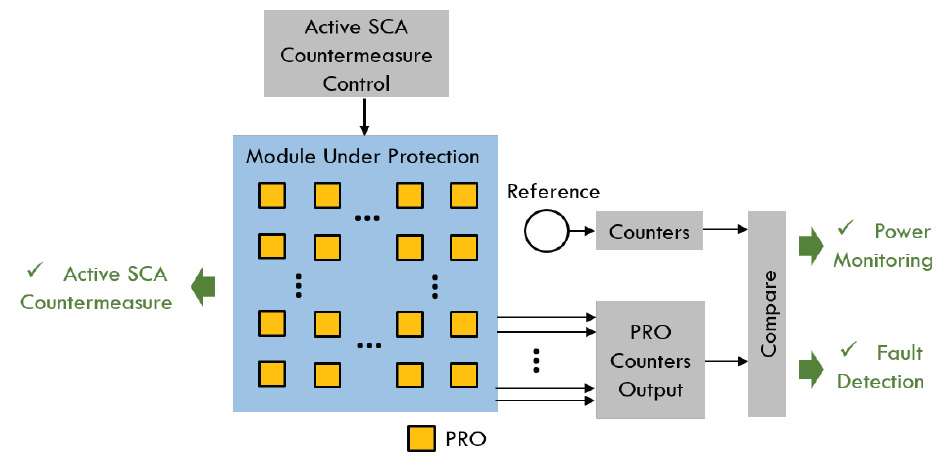 Active SCA
Countermeasure
Control
Module Under Protection
Reference
Counters
✓ Power
Monitoring
✓ Active SCA
Countermeasure
PRO
Counters
Output
Compare
✓ Fault
Detection
PRO